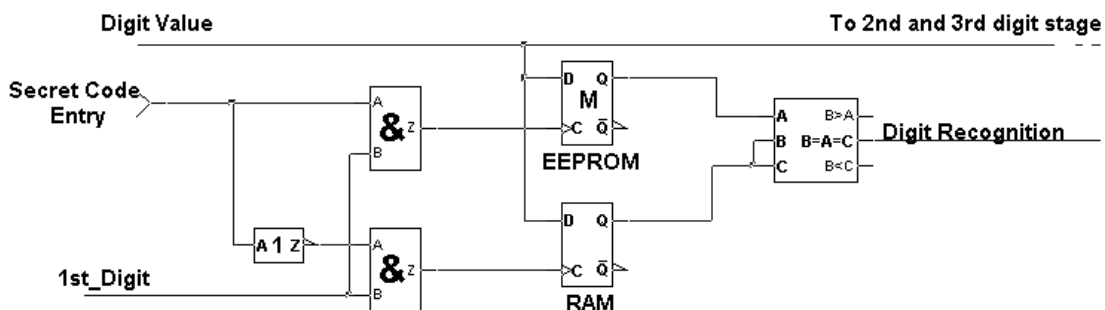 Digit Value
To 2nd and 3rd digit stage
Secret Code
Entry
A
&
Z
B
D Q
M
C Q̅
EEPROM
A B>A
B B=A=C
C B<C
Digit Recognition
D Q
C Q̅
RAM
A 1 Z
A
&
Z
B
1st_Digit